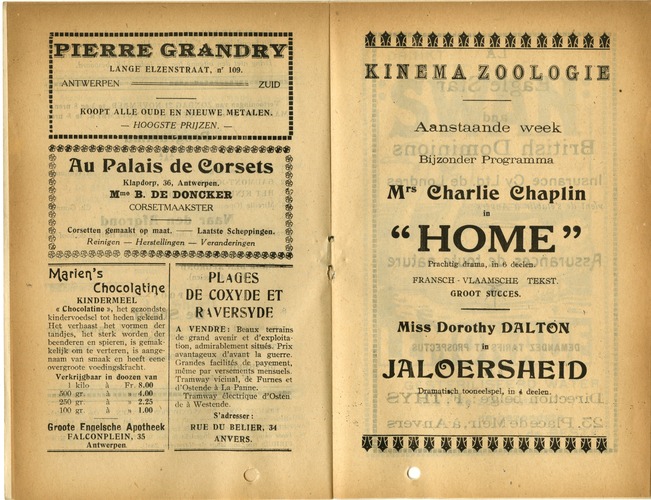 PIERRE GRANDRY
LANGE ELZENSTRAAT, nr 109.
ANTWERPEN ZUID
KOOPT ALLE OUDE EN NIEUWE METALEN.
— HOOGSTE PRIJZEN. —
Au Palais de Corsets
Klapdorp, 36, Antwerpen.
Mme B. DE DONCKER
CORSETMAAKSTER
Corsetten gemaakt op maat. — Laatste Scheppingen.
Reinigen — Herstellingen — Veranderingen
Marien's
Chocolatine
KINDERMEEL
« Chocolatine », het gezondste
kindervoedsel tot heden gekend.
Het verhaast het vormen der
tandjes, het sterk worden der
beenderen en spieren, is gemak-
kelijk om te verteren, is aange-
naam van smaak en heeft eene
overgroote voedingskracht.
Verkrijgbaar in doozen van
1 kilo à Fr. 8.00
500 gr. à » 4.00
250 gr. à » 2.25
100 gr. à » 1.00
Groote Engelsche Apotheek
FALCONPLEIN, 35
Antwerpen
PLAGES
DE COXYDE ET
RAVERSYDE
A VENDRE: Beaux terrains
de grand avenir et d'exploita-
tion, admirablement situés. Prix
avantageux d'avant la guerre.
Grandes facilités de payement,
même par versements mensuels.
Tramway vicinal, de Furnes et
d'Ostende à La Panne.
Tramway électrique d'Osten
de à Westende.
S'adresser:
RUE DU BELIER, 34
ANVERS.
KINEMA ZOOLOGIE
Aanstaande week
Bijzonder Programma
Mrs Charlie Chaplin
in
“HOME”
Prachtig drama, in 6 deelen.
FRANSCH-VLAAMSCHE TEKST.
GROOT SUCCES.
Miss Dorothy DALTON
in
JALOERSHEID
Dramatisch tooneelspel, in 4 deelen.